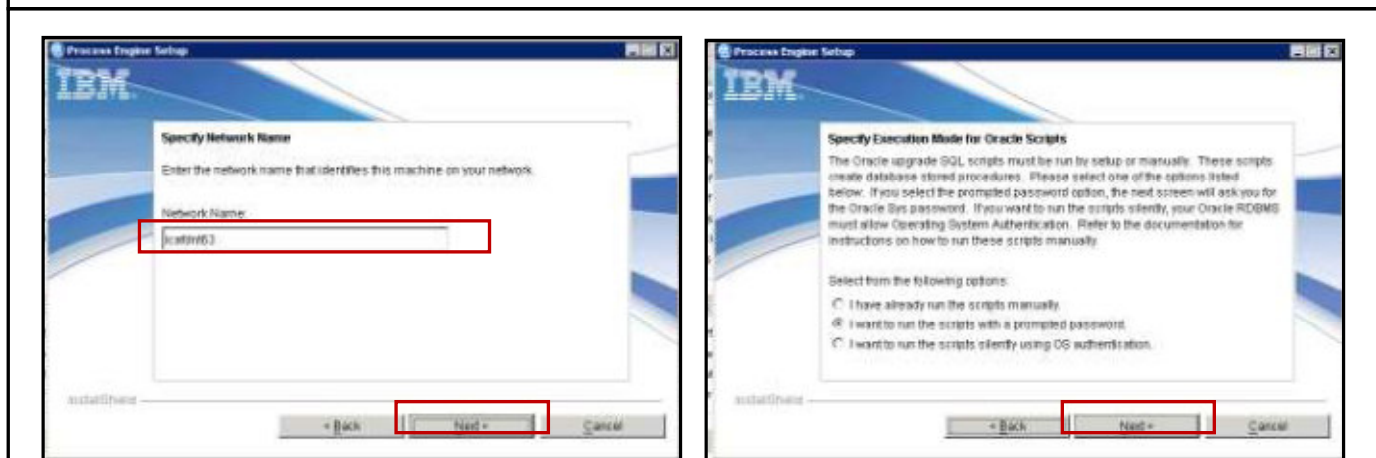 Process Engine Setup
IBM.
Specify Network Name
Enter the network name that identifies this machine on your network.
Network Name:
InstallShield
< Back
Next >
Cancel
Process Engine Setup
IBM.
Specify Execution Mode for Oracle Scripts
The Oracle upgrade SQL scripts must be run by setup or manually. These scripts
create database stored procedures. Please select one of the options listed
below. If you select the prompted password option, the next screen will ask you for
the Oracle Sys password. If you want to run the scripts silently, your Oracle RDBMS
must allow Operating System Authentication. Refer to the documentation for
instructions on how to run these scripts manually.
Select from the following options:
I have already run the scripts manually.
I want to run the scripts with a prompted password.
I want to run the scripts silently using OS authentication.
InstallShield
< Back
Next >
Cancel